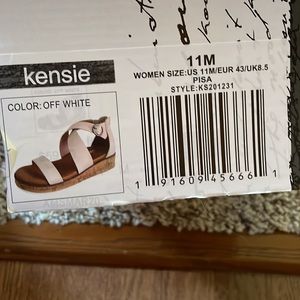 kensie
COLOR: OFF WHITE
11M
WOMEN SIZE:US 11M/EUR 43/UK8.5
PISA
STYLE:KS201231
1 91609 45666 1